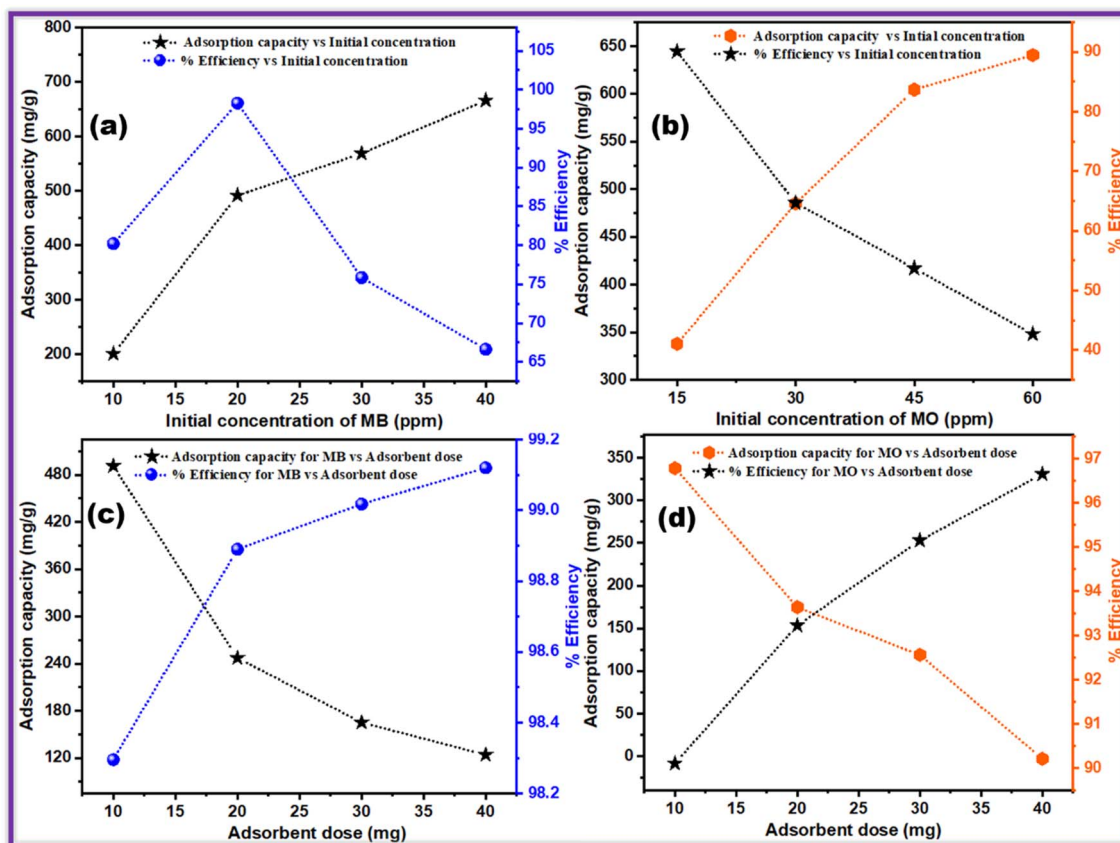 Adsorption capacity vs Initial concentration
% Efficiency vs Initial concentration
(a)
Adsorption capacity (mg/g)
800
700
600
500
400
300
200
105
100
95
90
85
80
75
70
65
% Efficiency
10 15 20 25 30 35 40
Initial concentration of MB (ppm)
Adsorption capacity vs Intial concentration
% Efficiency vs Initial concentration
(b)
Adsorption capacity (mg/g)
650
600
550
500
450
400
350
300
90
80
70
60
50
40
% Efficiency
15 30 45 60
Initial concentration of MO (ppm)
Adsorption capacity for MB vs Adsorbent dose
% Efficiency for MB vs Adsorbent dose
(c)
Adsorption capacity (mg/g)
480
420
360
300
240
180
120
99.2
99.0
98.8
98.6
98.4
98.2
% Efficiency
10 15 20 25 30 35 40
Adsorbent dose (mg)
Adsorption capacity for MO vs Adsorbent dose
% Efficiency for MO vs Adsorbent dose
(d)
Adsorption capacity (mg/g)
350
300
250
200
150
100
50
0
97
96
95
94
93
92
91
90
% Efficiency
10 15 20 25 30 35 40
Adsorbent dose (mg)